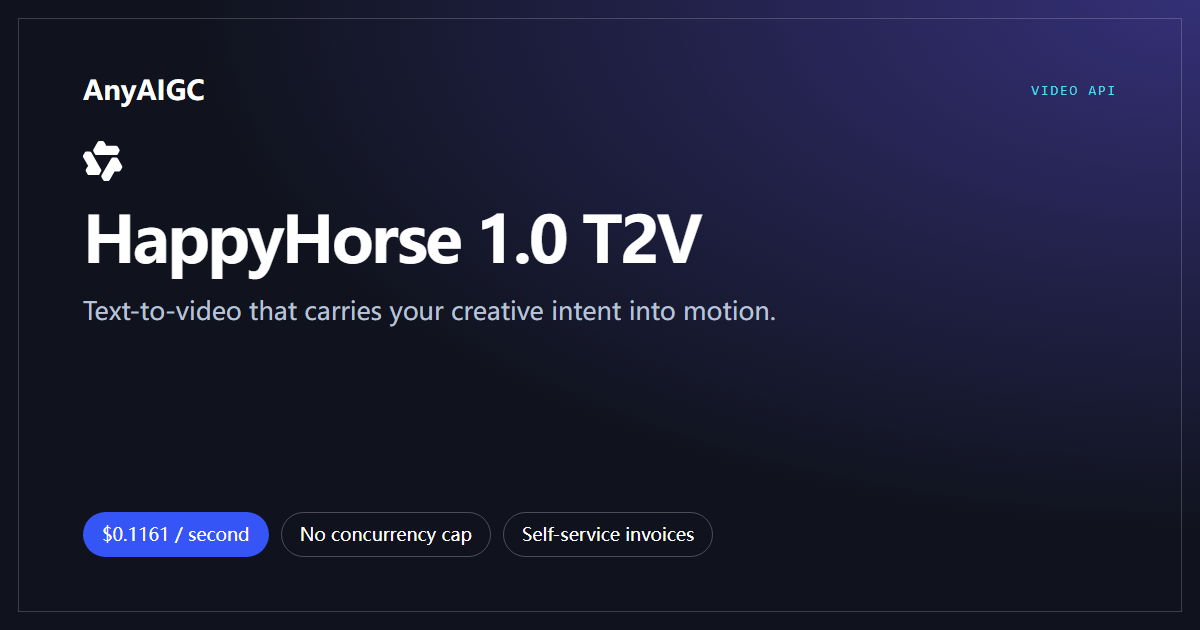 AnyAIGC
VIDEO API
HappyHorse 1.0 T2V
Text-to-video that carries your creative intent into motion.
$0.1161 / second
No concurrency cap
Self-service invoices